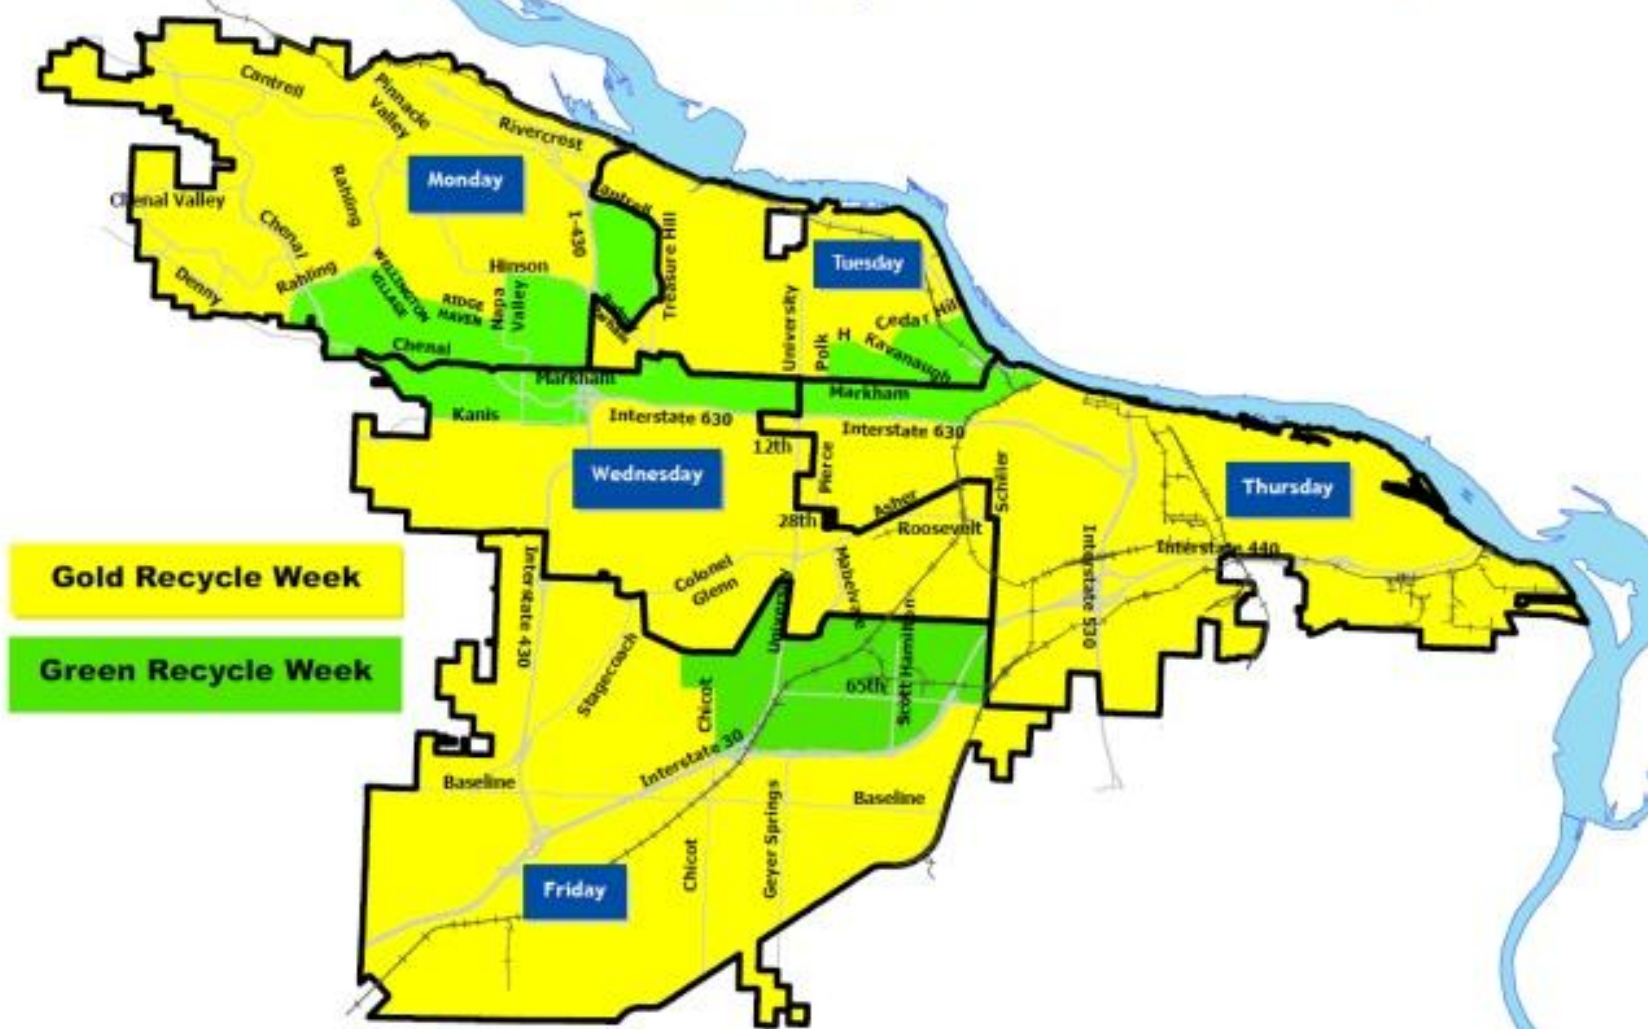 Cantrell
Pinnacle
Valley
Rivercrest
Monday
Rahling
Chenal Valley
Chenal
I-430
Treasure Hill
Denny
Rahling
WELLINGTON
VILLAGE
Hinson
RIDGE
HAVEN
Napa
Valley
Chenal
Tuesday
University
Polk
H
Cedar Hill
Kavanaugh
Markham
Markham
Kanis
Interstate 630
Interstate 630
12th
Pierce
Wednesday
Asher
Schiller
28th
Roosevelt
Thursday
Interstate 440
Interstate 530
Colonel
Glenn
Mabelvale
University
Interstate 430
Stagecoach
Gold Recycle Week
Green Recycle Week
Chicot
65th
Scott Hamilton
Interstate 30
Baseline
Baseline
Chicot
Geyer Springs
Friday